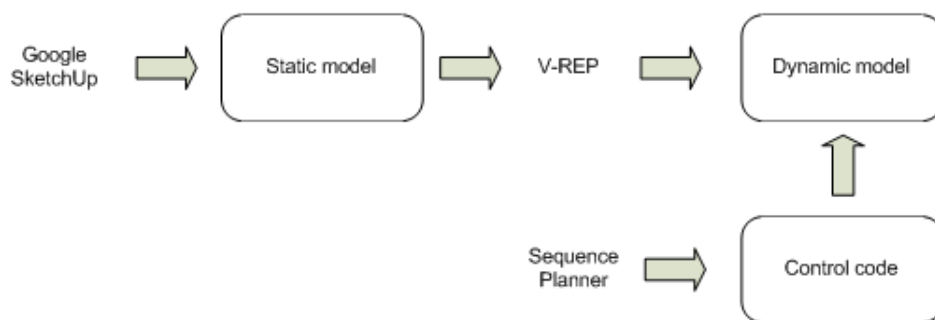 Google
SketchUp
Static model
V-REP
Dynamic model
Sequence
Planner
Control code